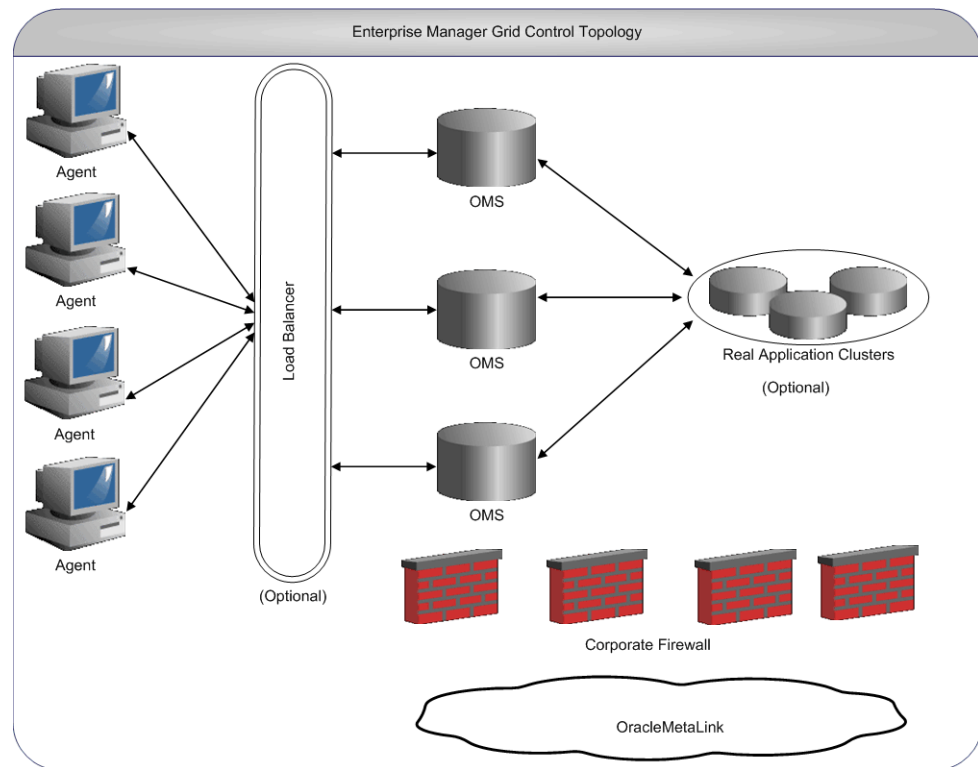 Enterprise Manager Grid Control Topology
Agent
Agent
Agent
Agent
Load Balancer
(Optional)
OMS
OMS
OMS
Real Application Clusters
(Optional)
Corporate Firewall
OracleMetaLink